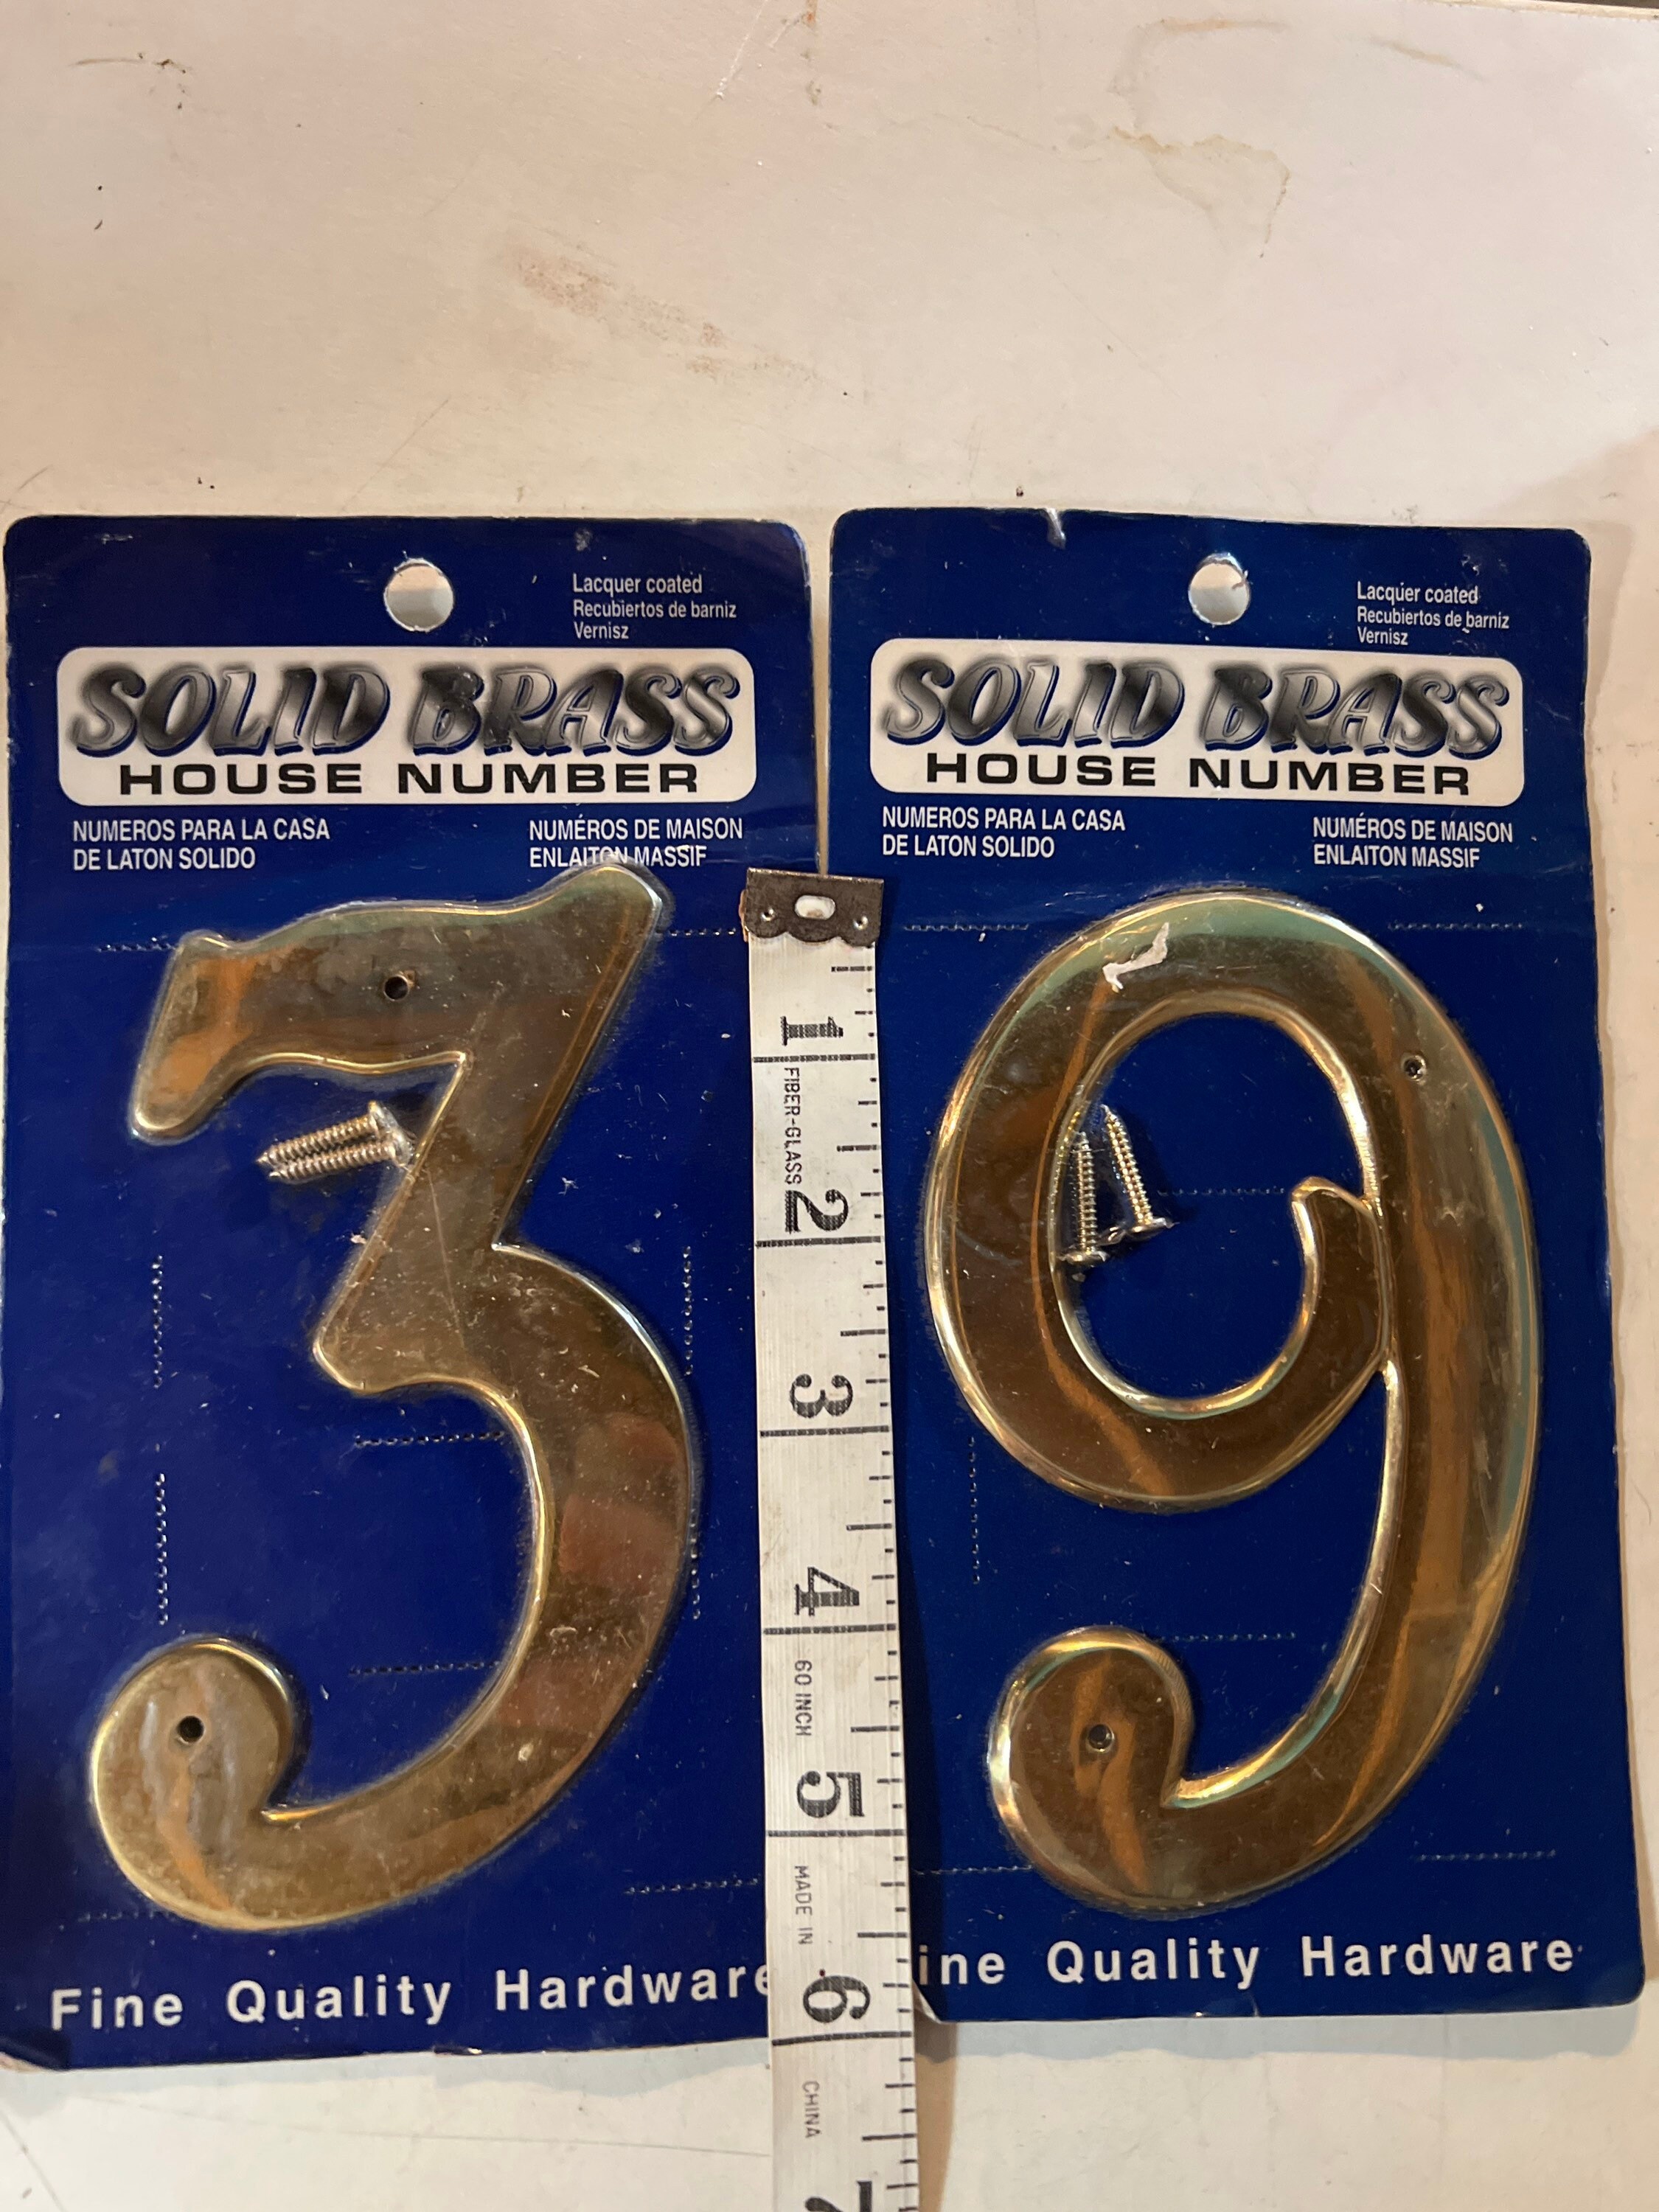 Lacquer coated
Recubiertos de barniz
Vernisz
SOLID BRASS
HOUSE NUMBER
NUMEROS PARA LA CASA
DE LATON SOLIDO
NUMÉROS DE MAISON
ENLAITON MASSIF
3
Fine Quality Hardware
1
FIBER-GLASS
2
3
4
60 INCH
5
MADE IN
6
CHINA
7
Lacquer coated
Recubiertos de barniz
Vernisz
SOLID BRASS
HOUSE NUMBER
NUMEROS PARA LA CASA
DE LATON SOLIDO
NUMÉROS DE MAISON
ENLAITON MASSIF
9
ine Quality Hardware